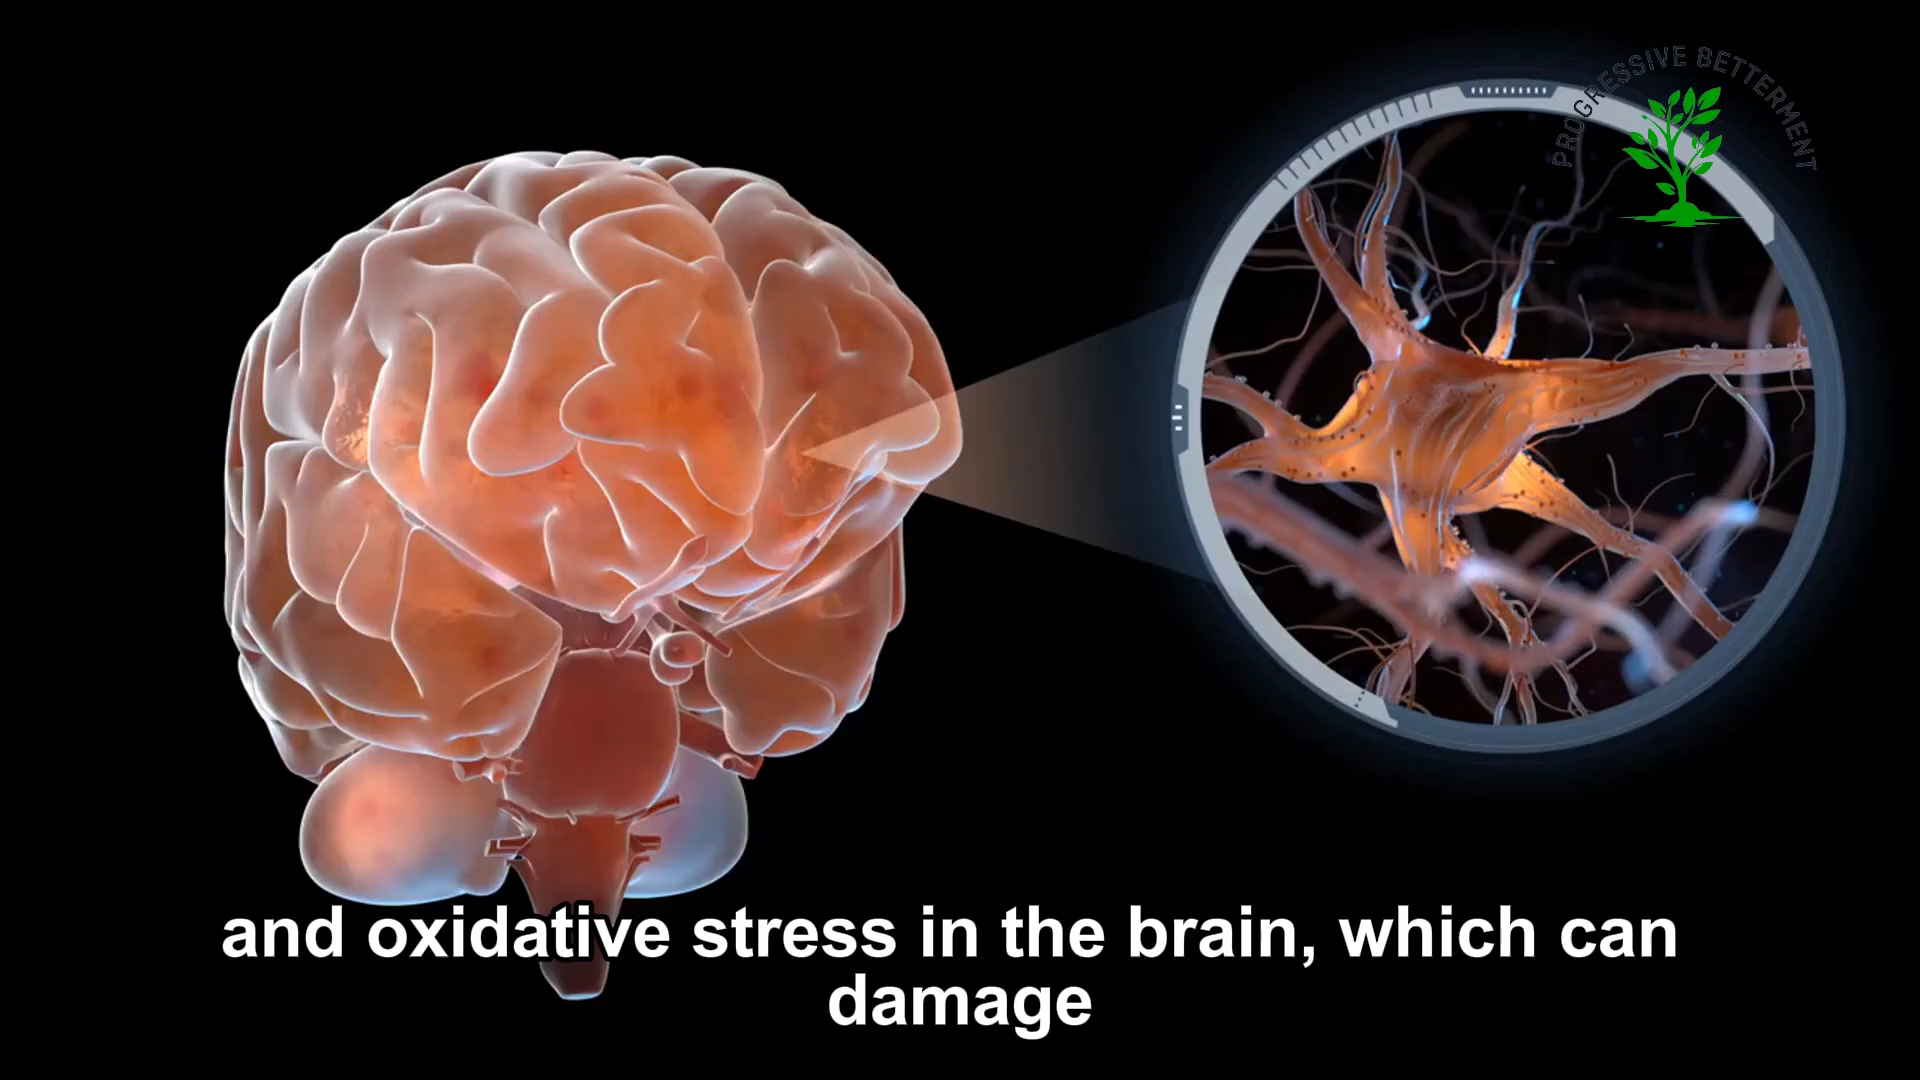 PROGRESSIVE BETTERMENT
and oxidative stress in the brain, which can
damage